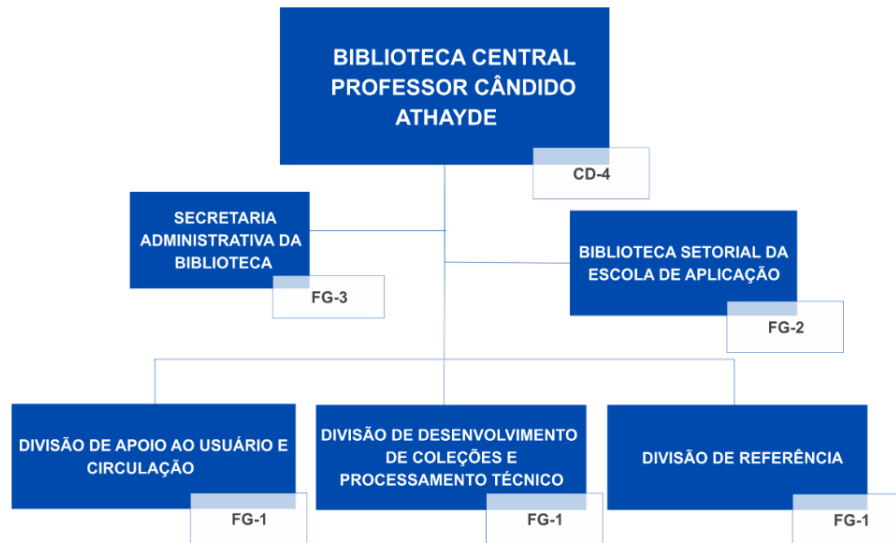 BIBLIOTECA CENTRAL
PROFESSOR CÂNDIDO
ATHAYDE
CD-4
SECRETARIA
ADMINISTRATIVA DA
BIBLIOTECA
FG-3
BIBLIOTECA SETORIAL DA
ESCOLA DE APLICAÇÃO
FG-2
DIVISÃO DE APOIO AO USUÁRIO E
CIRCULAÇÃO
FG-1
DIVISÃO DE DESENVOLVIMENTO
DE COLEÇÕES E
PROCESSAMENTO TÉCNICO
FG-1
DIVISÃO DE REFERÊNCIA
FG-1